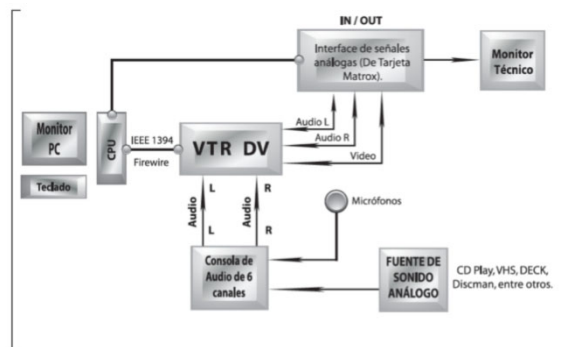 IN / OUT
Interface de señales
análogas (De Tarjeta
Matrox).
Monitor
Técnico
Audio L
Audio R
Video
Monitor
PC
CPU
IEEE 1394
Firewire
VTR DV
Teclado
L
R
Audio
Audio
L
R
Micrófonos
Consola de
Audio de 6
canales
FUENTE DE
SONIDO
ANÁLOGO
CD Play, VHS, DECK,
Discman, entre otros.